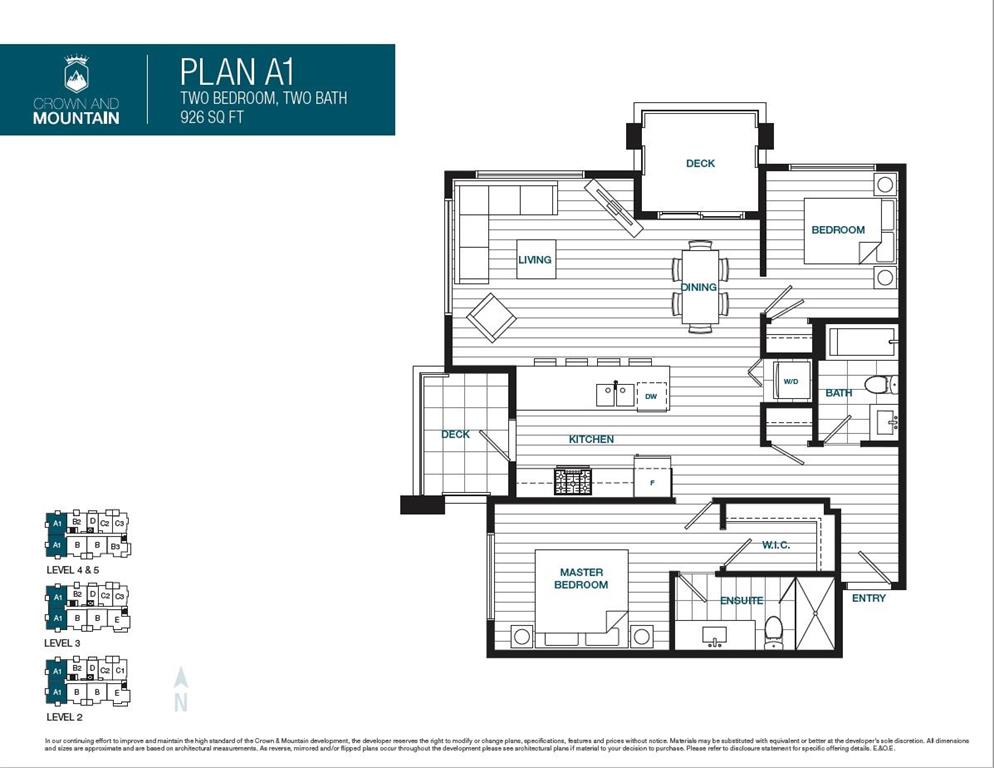 CROWN AND
MOUNTAIN
PLAN A1
TWO BEDROOM, TWO BATH
926 SQ FT
DECK
BEDROOM
LIVING
DINING
W/D
BATH
DW
DECK
KITCHEN
F
W.I.C.
MASTER
BEDROOM
ENSUITE
ENTRY
A1 B2 D C2 C3
A1 B B B3
LEVEL 4 & 5
A1 B2 D C2 C3
A1 B B E
LEVEL 3
A1 B2 D C2 C1
A1 B B E
LEVEL 2
N
In our continuing effort to improve and maintain the high standard of the Crown & Mountain development, the developer reserves the right to modify or change plans, specifications, features and prices without notice. Materials may be substituted with equivalent or better at the developer's sole discretion. All dimensions
and sizes are approximate and are based on architectural measurements. As reverse, mirrored and/or flipped plans occur throughout the development please see architectural plans if material to your decision to purchase. Please refer to disclosure statement for specific offering details. E.&O.E.